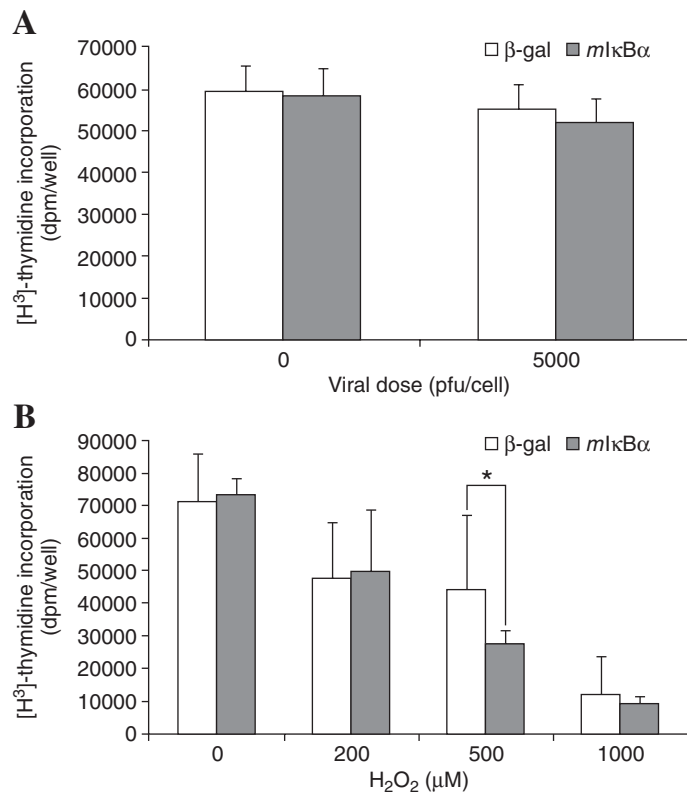 A
[H³]-thymidine incorporation
(dpm/well)
70000
60000
50000
40000
30000
20000
10000
0
β-gal mIκBα
0 5000
Viral dose (pfu/cell)
B
[H³]-thymidine incorporation
(dpm/well)
90000
80000
70000
60000
50000
40000
30000
20000
10000
0
β-gal mIκBα
*
0 200 500 1000
H₂O₂ (μM)